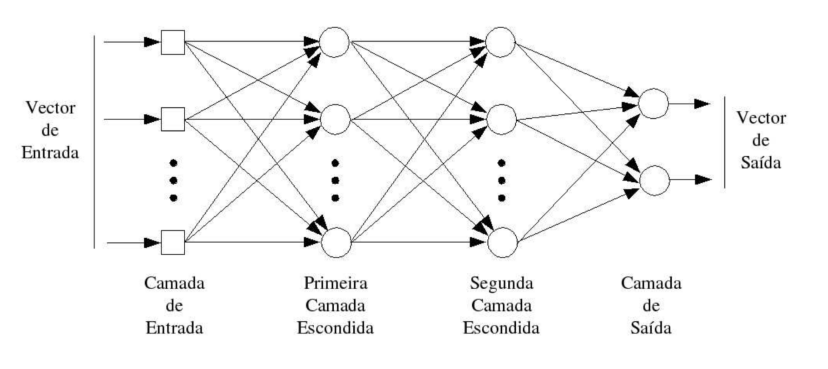 Vector
de
Entrada
Vector
de
Saída
Camada
de
Entrada
Primeira
Camada
Escondida
Segunda
Camada
Escondida
Camada
de
Saída